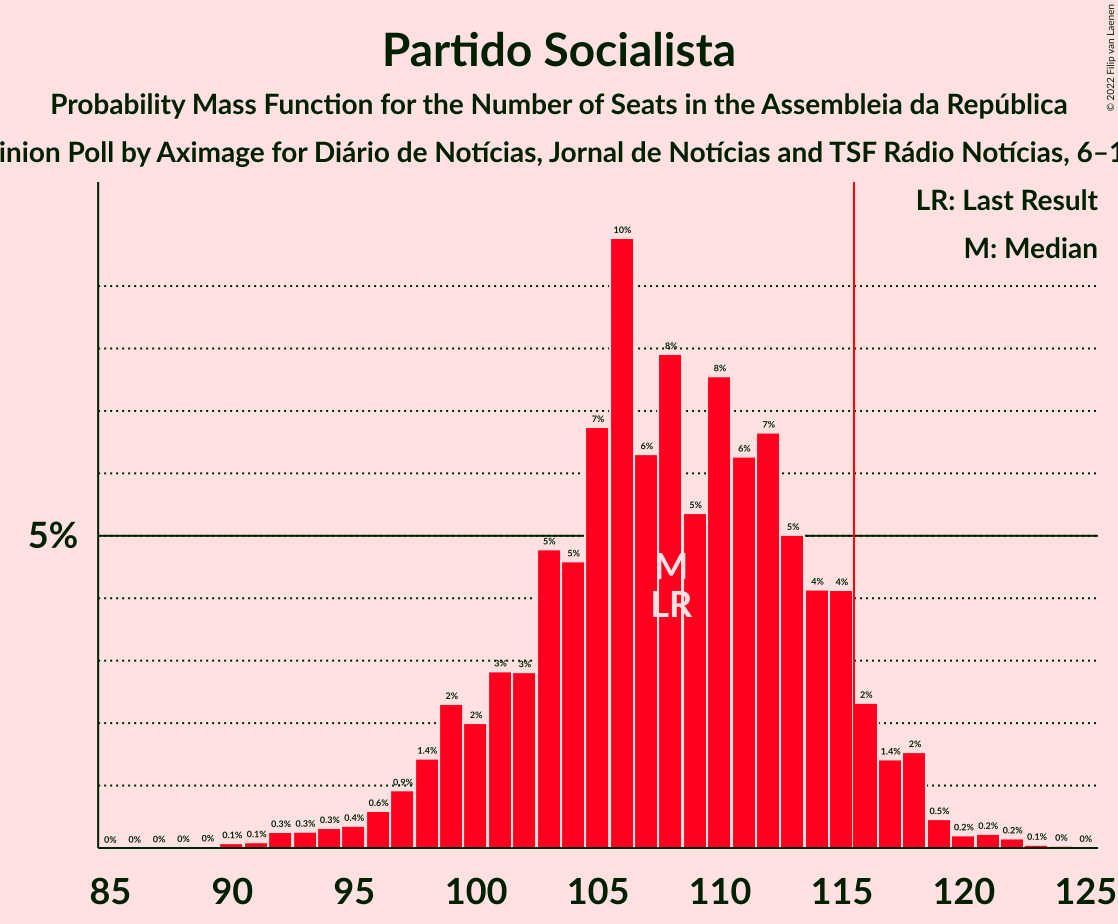 Partido Socialista
Probability Mass Function for the Number of Seats in the Assembleia da República
inion Poll by Aximage for Diário de Notícias, Jornal de Notícias and TSF Rádio Notícias, 6–1
© 2022 Filip van Laenen
LR: Last Result
M: Median
5%
0% 0% 0% 0% 0% 0.1% 0.1% 0.3% 0.3% 0.3% 0.4% 0.6% 0.9% 1.4% 2% 2% 3% 3% 5% 5% 7% 10% 6% 8% 5% 8% 6% 7% 5% 4% 4% 2% 1.4% 2% 0.5% 0.2% 0.2% 0.2% 0.1% 0% 0%
M
LR
85 90 95 100 105 110 115 120 125